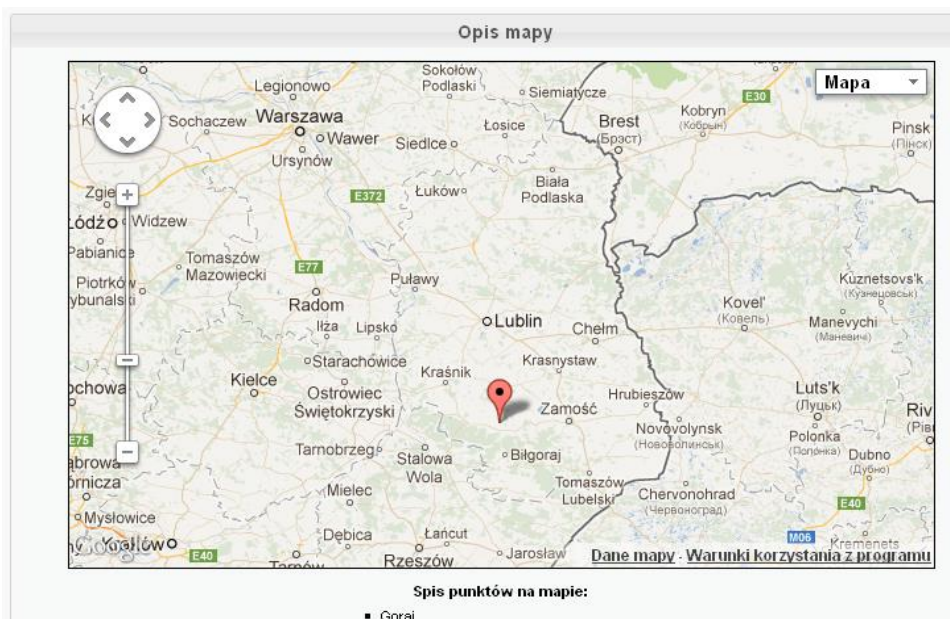 Opis mapy
Mapa
Sokołów
Podlaski
Legionowo
Siemiatycze
E30
Kobryn
(Кобрын)
Sochaczew
Warszawa
Wawer
Siedlce
Łosice
Brest
(Брэст)
Pinsk
(Пінск)
Ursynów
E372
Łuków
Biała
Podlaska
Łódź
Widzew
Pabianice
Tomaszów
Mazowiecki
E77
Piotrków
Trybunalski
Puławy
Radom
Kuznetsovs'k
(Кузнецовськ)
Kovel'
(Ковель)
Manevychi
(Маневичі)
Iłża
Lipsko
Lublin
Chełm
Starachowice
Kraśnik
Krasnystaw
Kielce
Ostrowiec
Świętokrzyski
Zamość
Hrubieszów
Luts'k
(Луцьк)
Novovolynsk
(Нововолинськ)
Polonka
(Полонка)
Dubno
(Дубно)
E75
Tarnobrzeg
Stalowa
Wola
Biłgoraj
Tomaszów
Lubelski
Chervonohrad
(Червоноград)
Mielec
Mysłowice
E40
Kraków
E40
Dębica
Łańcut
Rzeszów
Jarosław
M06
Kremenets
Tarnów
Google
Dane mapy - Warunki korzystania z programu
Spis punktów na mapie:
Goraj